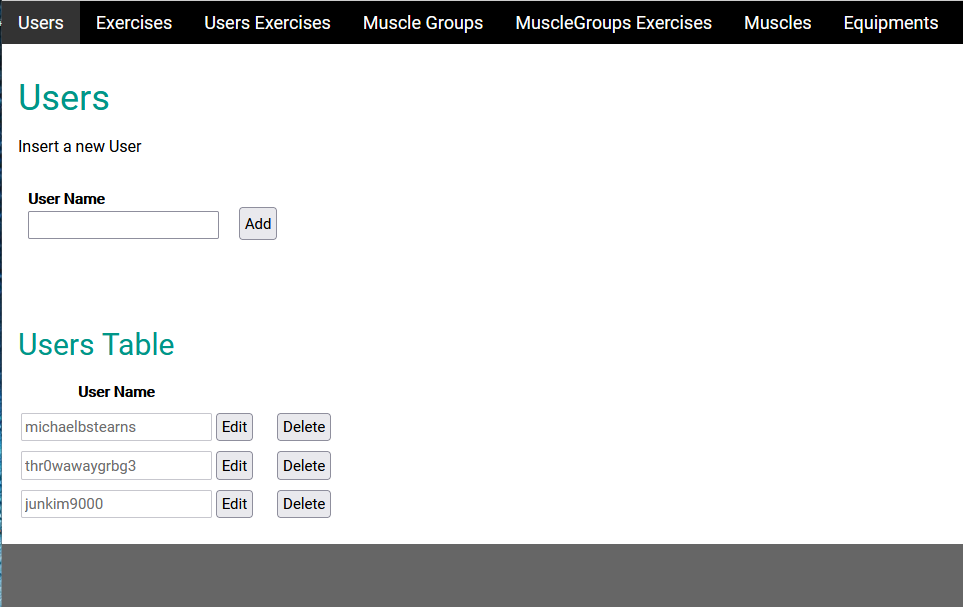 Users Exercises Users Exercises Muscle Groups MuscleGroups Exercises Muscles Equipments
Users
Insert a new User
User Name
Add
Users Table
User Name
michaelbstearns Edit Delete
thr0wawaygrbg3 Edit Delete
junkim9000 Edit Delete